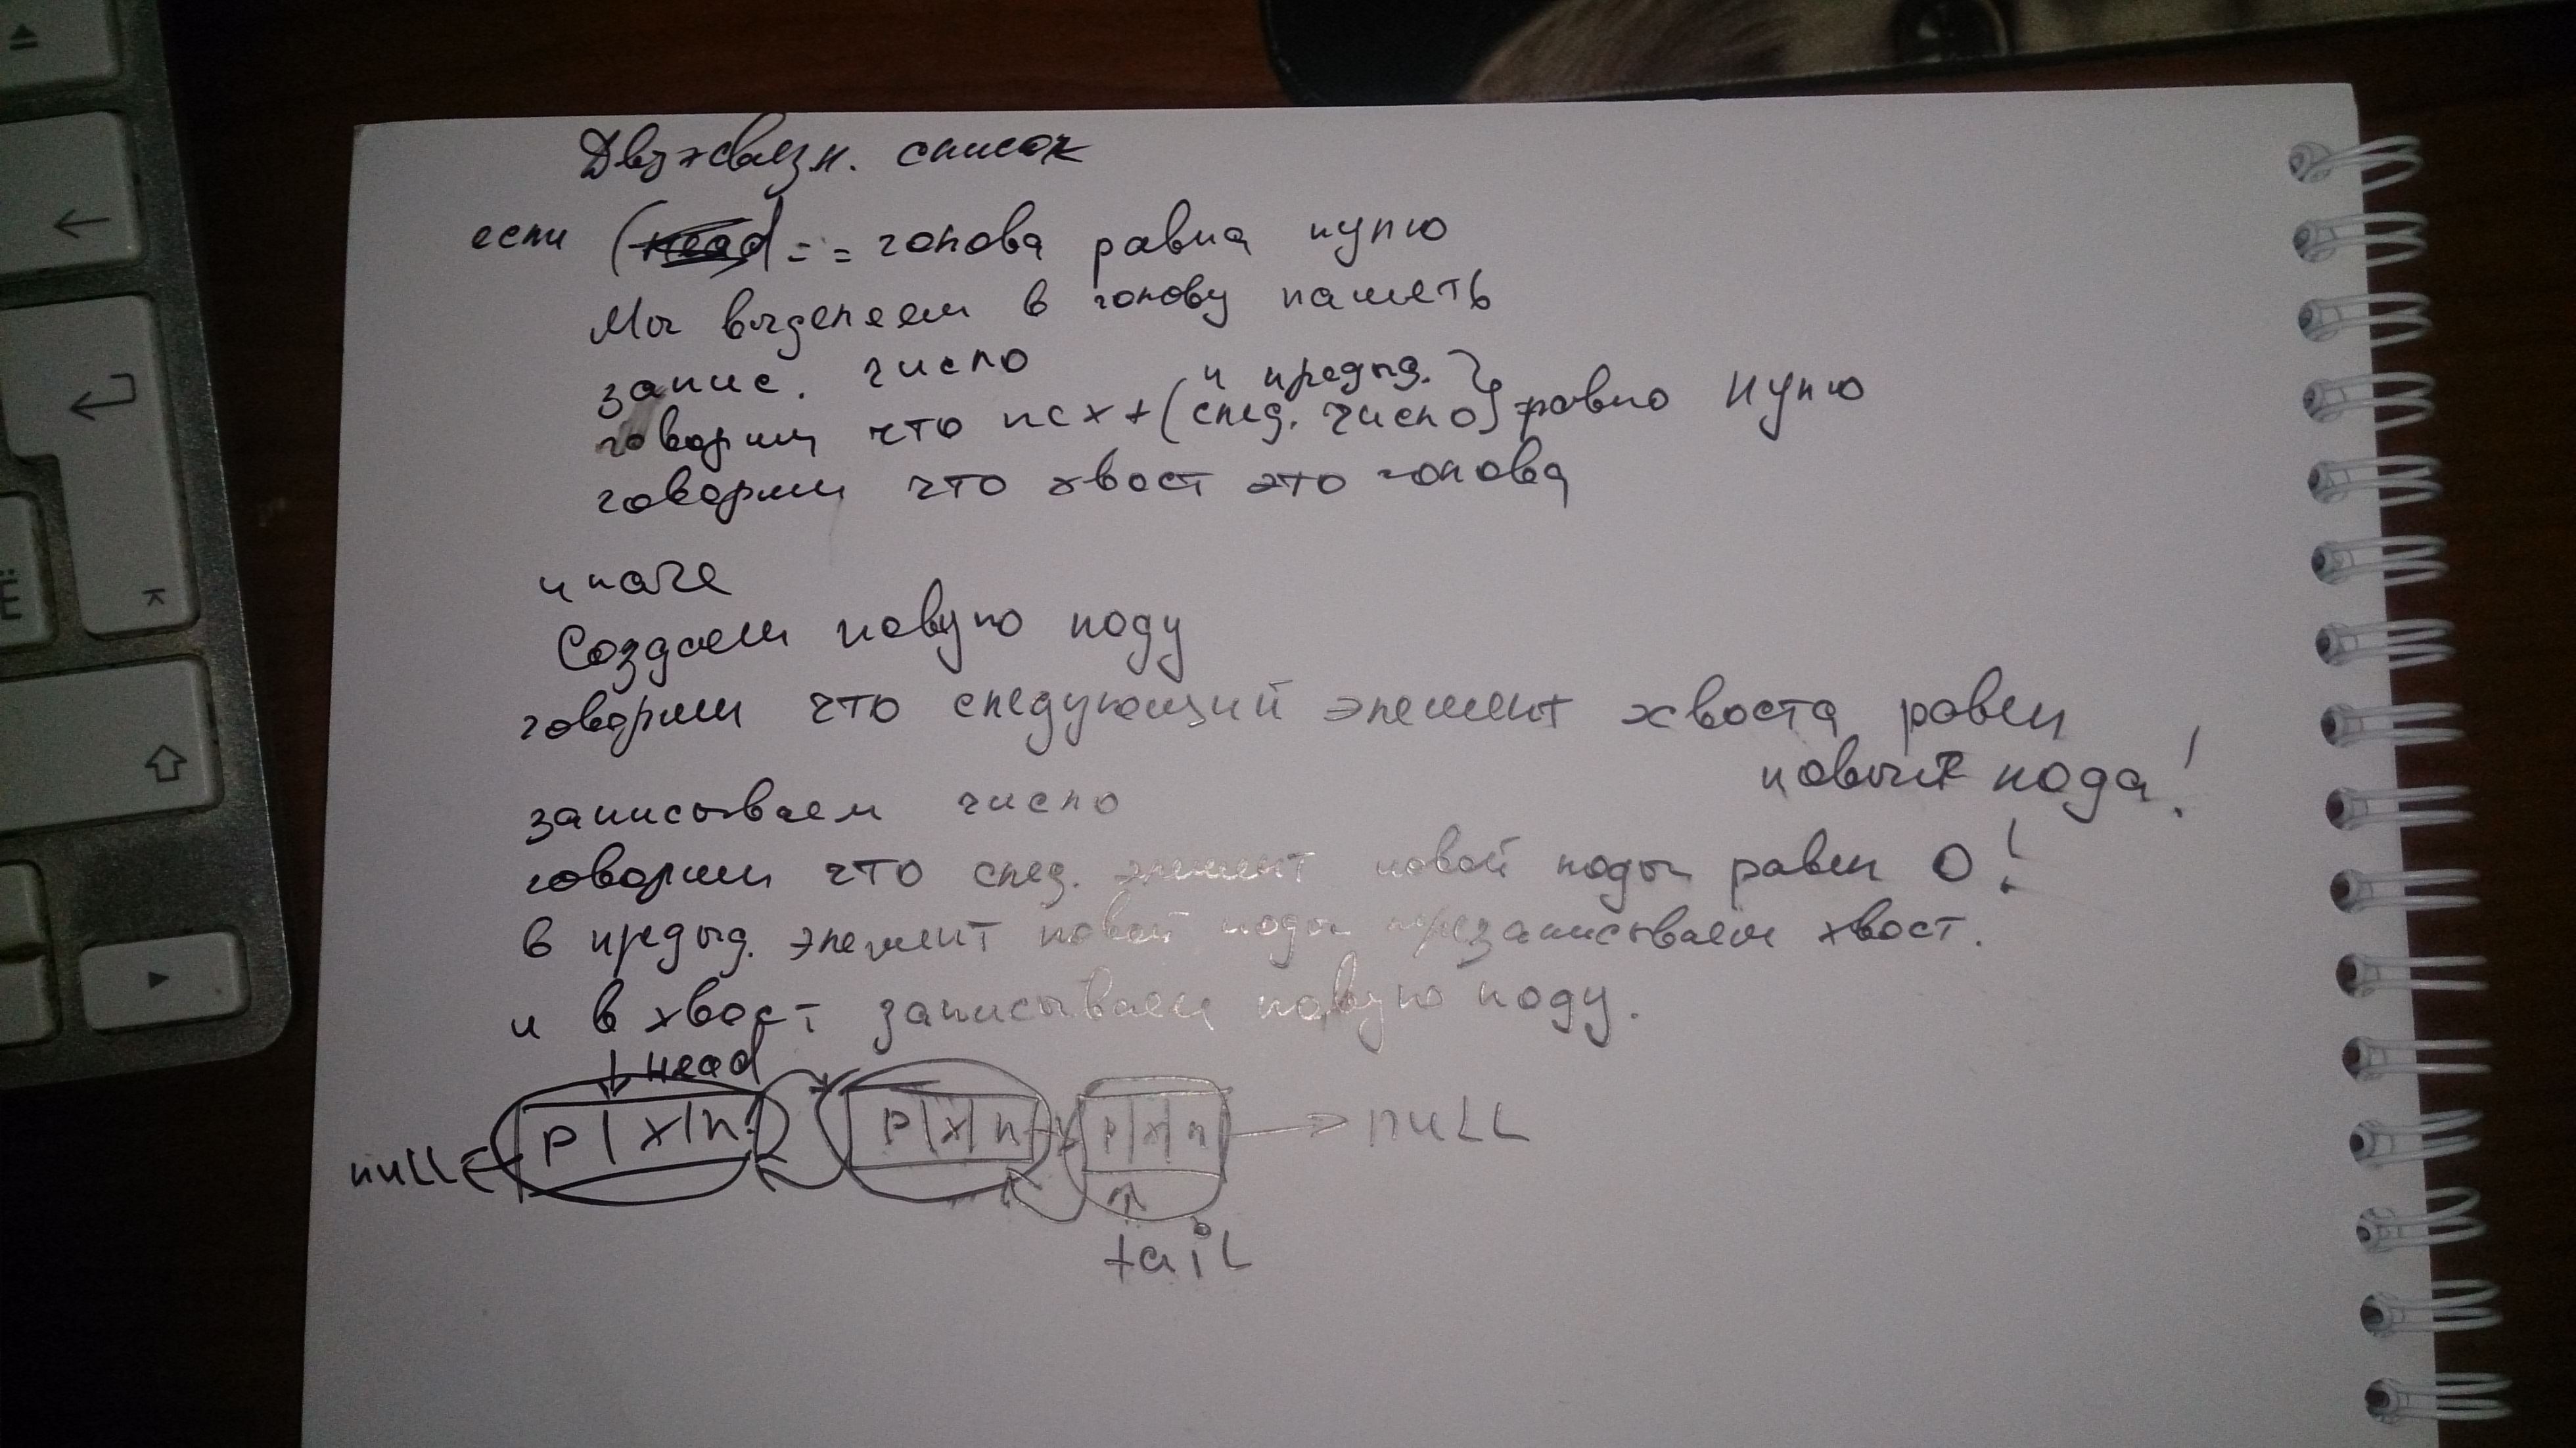 Двухсвязн. список
если (head == голова равна нулю
Мы выделяем в голову память
запис. число
и предыд.
говорим что next (след. число) равно нулю
говорим что хвост это голова
иначе
Создаем новую ноду
говорим что следующий элемент хвоста равен
новый нода!
записываем число
говорим что след. элемент новой ноды равен 0!
в предыд. элемент новой ноды перезаписываем хвост.
и в хвост записываем новую ноду.
head
null P | x | n P | x | n P | x | n null
tail